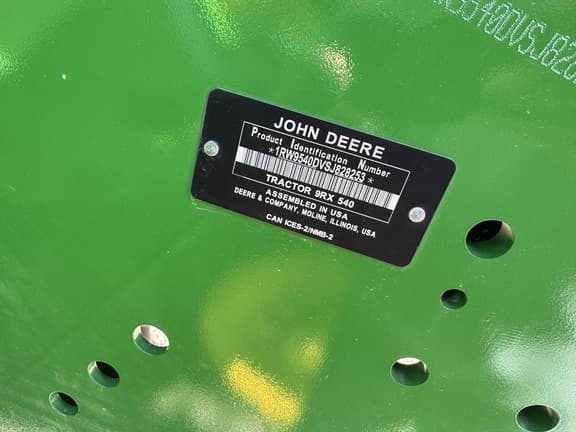 JOHN DEERE
Product Identification Number
*1RW9540DVSJ828253*
TRACTOR 9RX 540
ASSEMBLED IN USA
DEERE & COMPANY, MOLINE, ILLINOIS, USA
CAN ICES-2/NMB-2